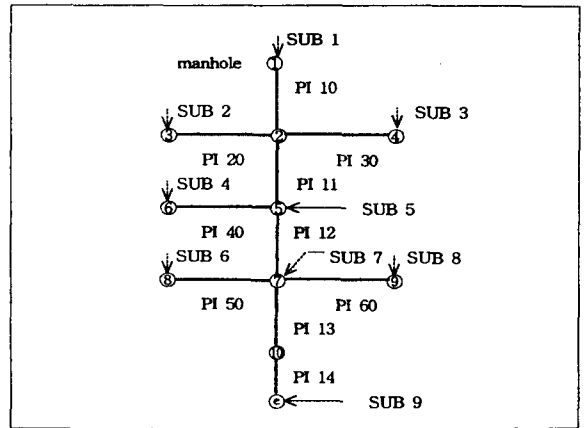 SUB 1
manhole
1
PI 10
SUB 2
SUB 3
3
2
4
PI 20
PI 30
SUB 4
PI 11
6
5
SUB 5
PI 40
PI 12
SUB 6
SUB 7
SUB 8
8
7
9
PI 50
PI 60
PI 13
10
PI 14
e
SUB 9